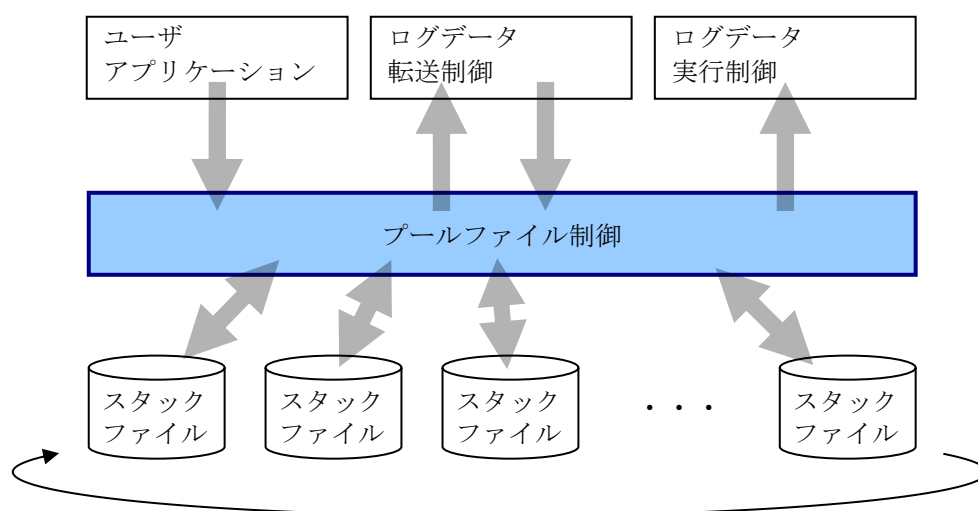 ユーザ
アプリケーション
ログデータ
転送制御
ログデータ
実行制御
プールファイル制御
スタック
ファイル
スタック
ファイル
スタック
ファイル
・・・
スタック
ファイル